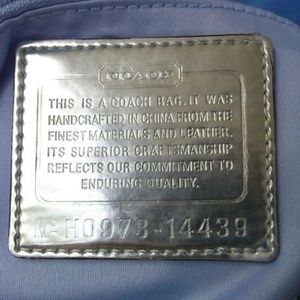 COACH
THIS IS A COACH BAG. IT WAS
HANDCRAFTED IN CHINA FROM THE
FINEST MATERIALS AND LEATHER.
ITS SUPERIOR CRAFTSMANSHIP
REFLECTS OUR COMMITMENT TO
ENDURING QUALITY.
Nº H0973-14439